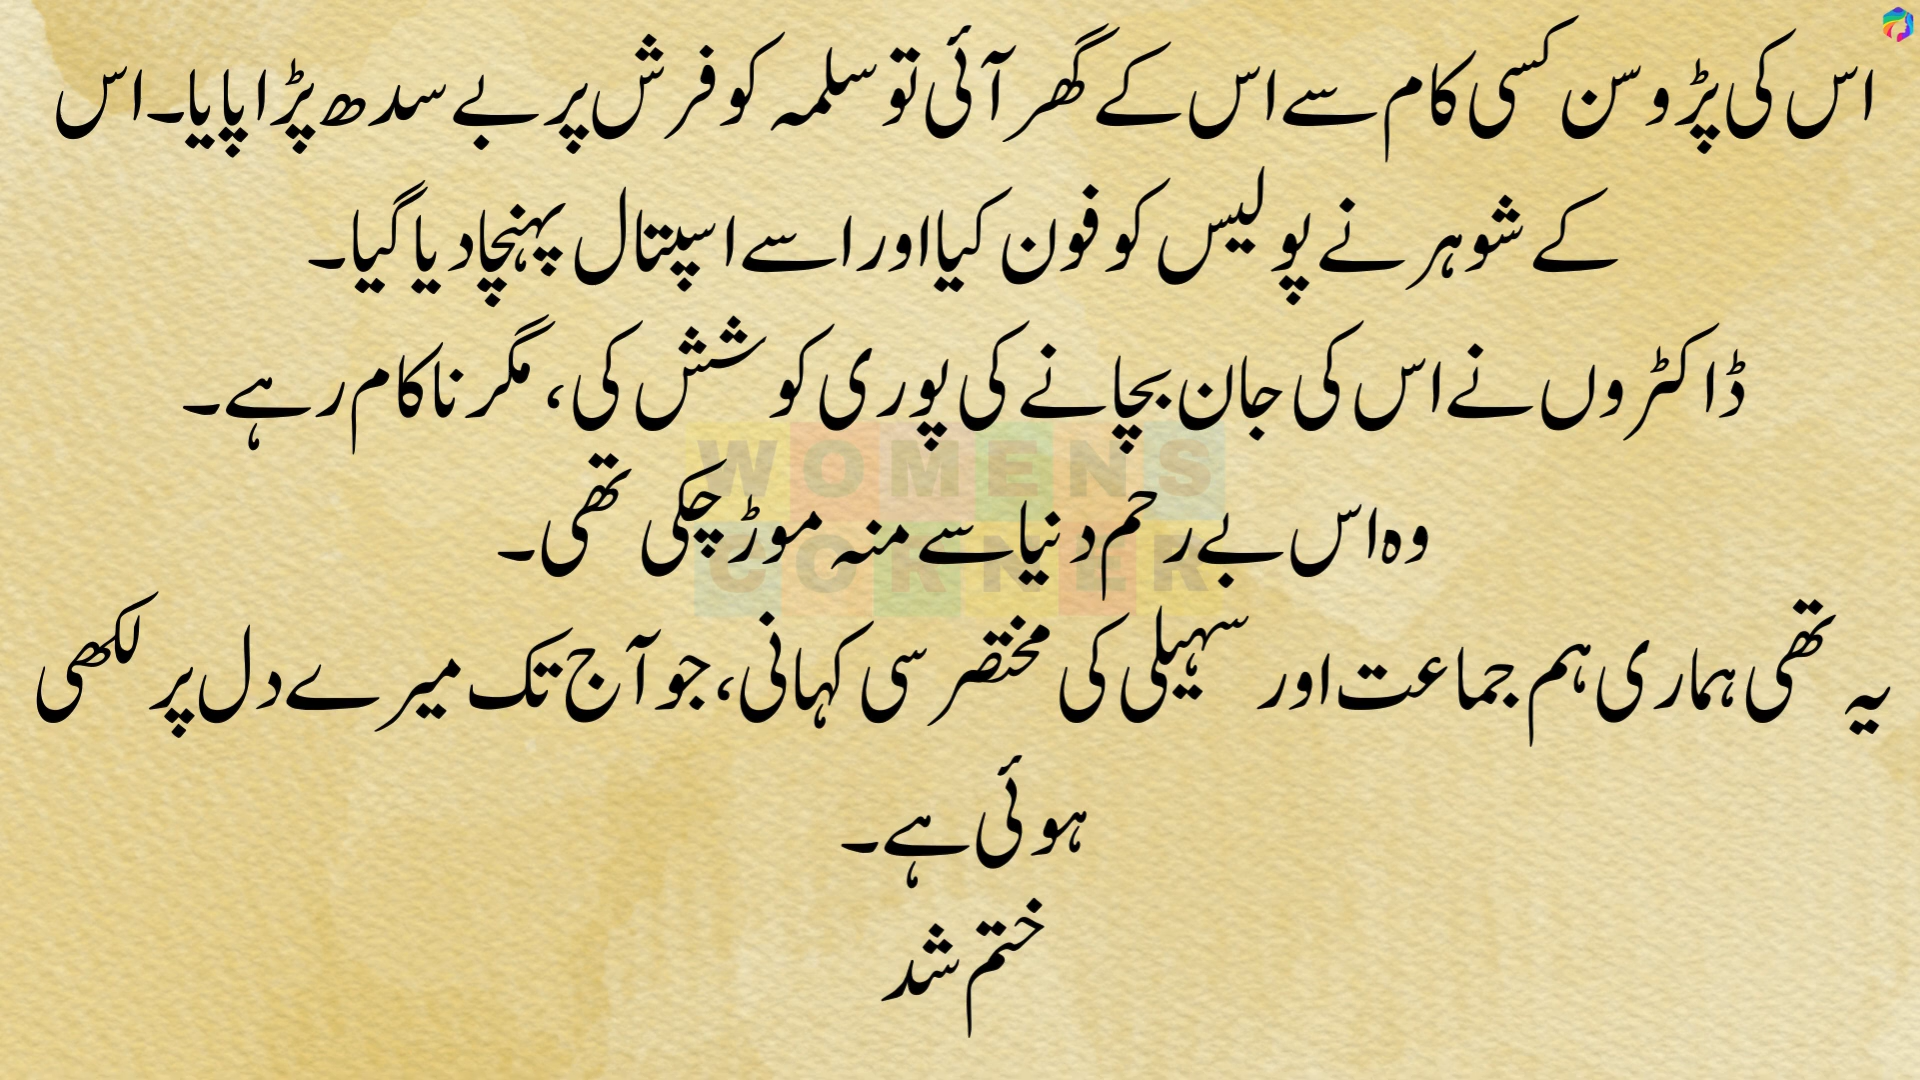 اس کی پڑوسن کسی کام سے اس کے گھر آئی تو سلمہ کو فرش پر بے سدھ پڑا پایا۔ اس
کے شوہر نے پولیس کو فون کیا اور اسے اسپتال پہنچا دیا گیا۔
ڈاکٹروں نے اس کی جان بچانے کی پوری کوشش کی، مگر ناکام رہے۔
WOMENS
وہ اس بے رحم دنیا سے منہ موڑ چکی تھی۔
CORNER
یہ تھی ہماری ہم جماعت اور سہیلی کی مختصر سی کہانی، جو آج تک میرے دل پر لکھی
ہوئی ہے۔
ختم شد